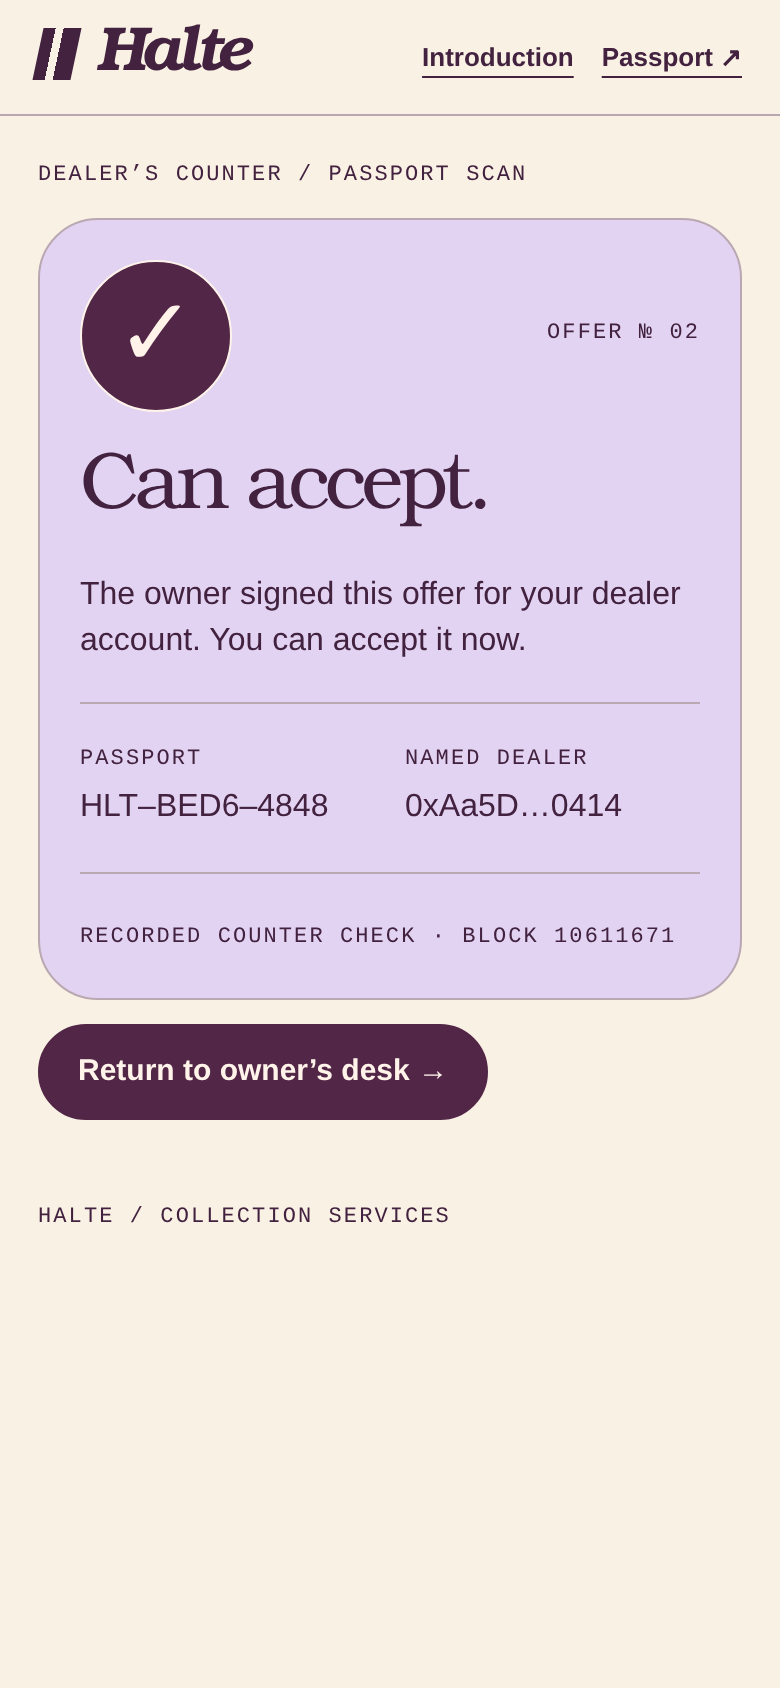 Halte
Introduction Passport ↗
DEALER’S COUNTER / PASSPORT SCAN
✓
OFFER № 02
Can accept.
The owner signed this offer for your dealer
account. You can accept it now.
PASSPORT NAMED DEALER
HLT–BED6–4848 0xAa5D…0414
RECORDED COUNTER CHECK · BLOCK 10611671
Return to owner’s desk →
HALTE / COLLECTION SERVICES